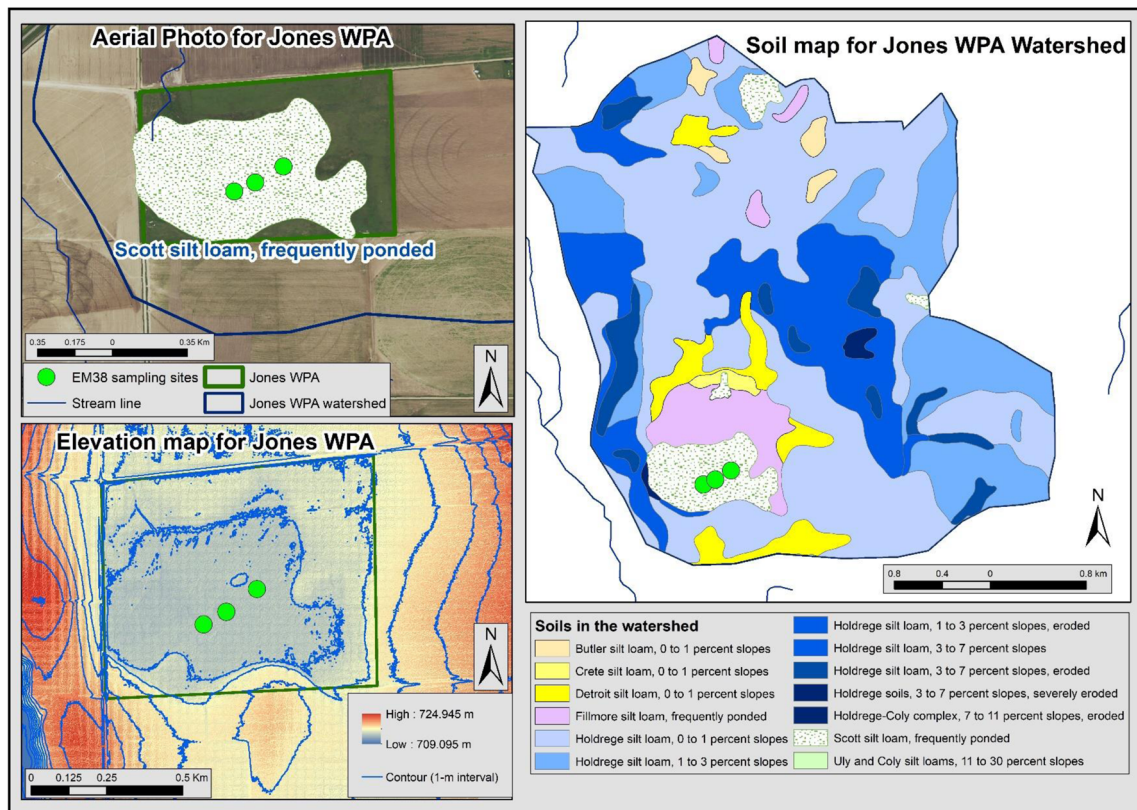 Aerial Photo for Jones WPA
Scott silt loam, frequently ponded
0.35 0.175 0 0.35 Km
N
EM38 sampling sites
Jones WPA
Stream line
Jones WPA watershed
Elevation map for Jones WPA
N
High : 724.945 m
Low : 709.095 m
Contour (1-m interval)
0 0.125 0.25 0.5 Km
Soil map for Jones WPA Watershed
N
0.8 0.4 0 0.8 km
Soils in the watershed
Butler silt loam, 0 to 1 percent slopes
Crete silt loam, 0 to 1 percent slopes
Detroit silt loam, 0 to 1 percent slopes
Fillmore silt loam, frequently ponded
Holdrege silt loam, 0 to 1 percent slopes
Holdrege silt loam, 1 to 3 percent slopes
Holdrege silt loam, 1 to 3 percent slopes, eroded
Holdrege silt loam, 3 to 7 percent slopes
Holdrege silt loam, 3 to 7 percent slopes, eroded
Holdrege soils, 3 to 7 percent slopes, severely eroded
Holdrege-Coly complex, 7 to 11 percent slopes, eroded
Scott silt loam, frequently ponded
Uly and Coly silt loams, 11 to 30 percent slopes